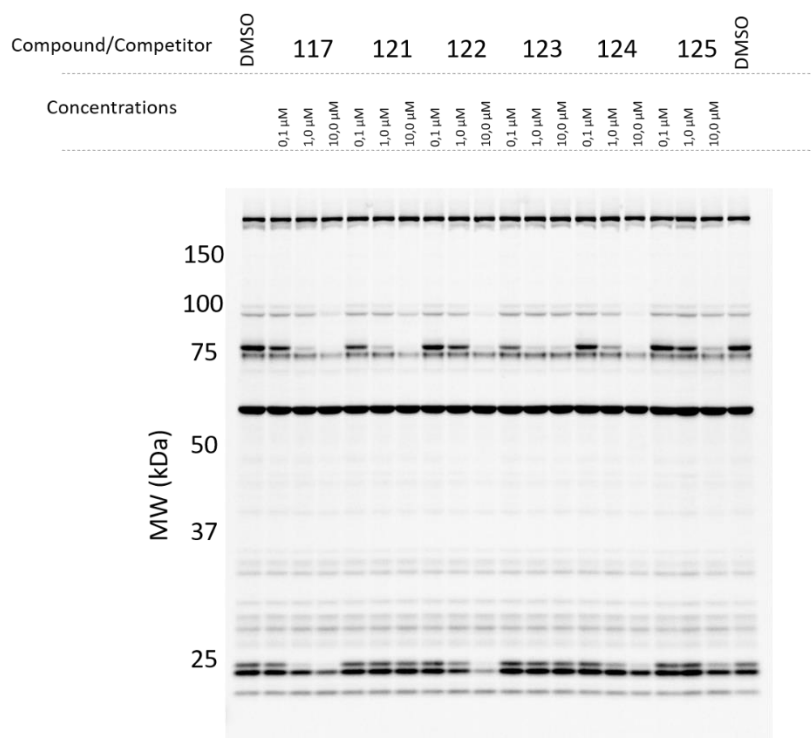 Compound/Competitor DMSO 117 121 122 123 124 125 DMSO
Concentrations 0,1 µM 1,0 µM 10,0 µM 0,1 µM 1,0 µM 10,0 µM 0,1 µM 1,0 µM 10,0 µM 0,1 µM 1,0 µM 10,0 µM 0,1 µM 1,0 µM 10,0 µM 0,1 µM 1,0 µM 10,0 µM
MW (kDa)
150
100
75
50
37
25